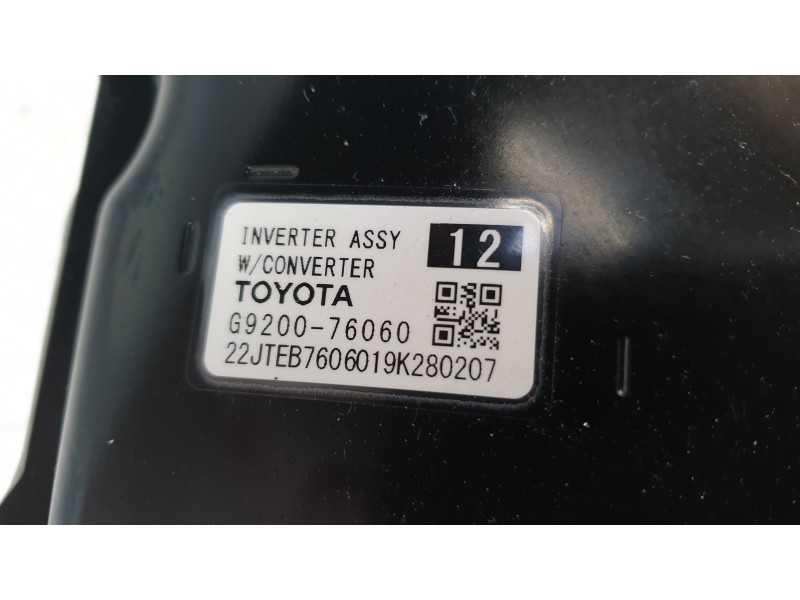 INVERTER ASSY 12
W/CONVERTER
TOYOTA
G9200-76060
22JTEB7606019K280207